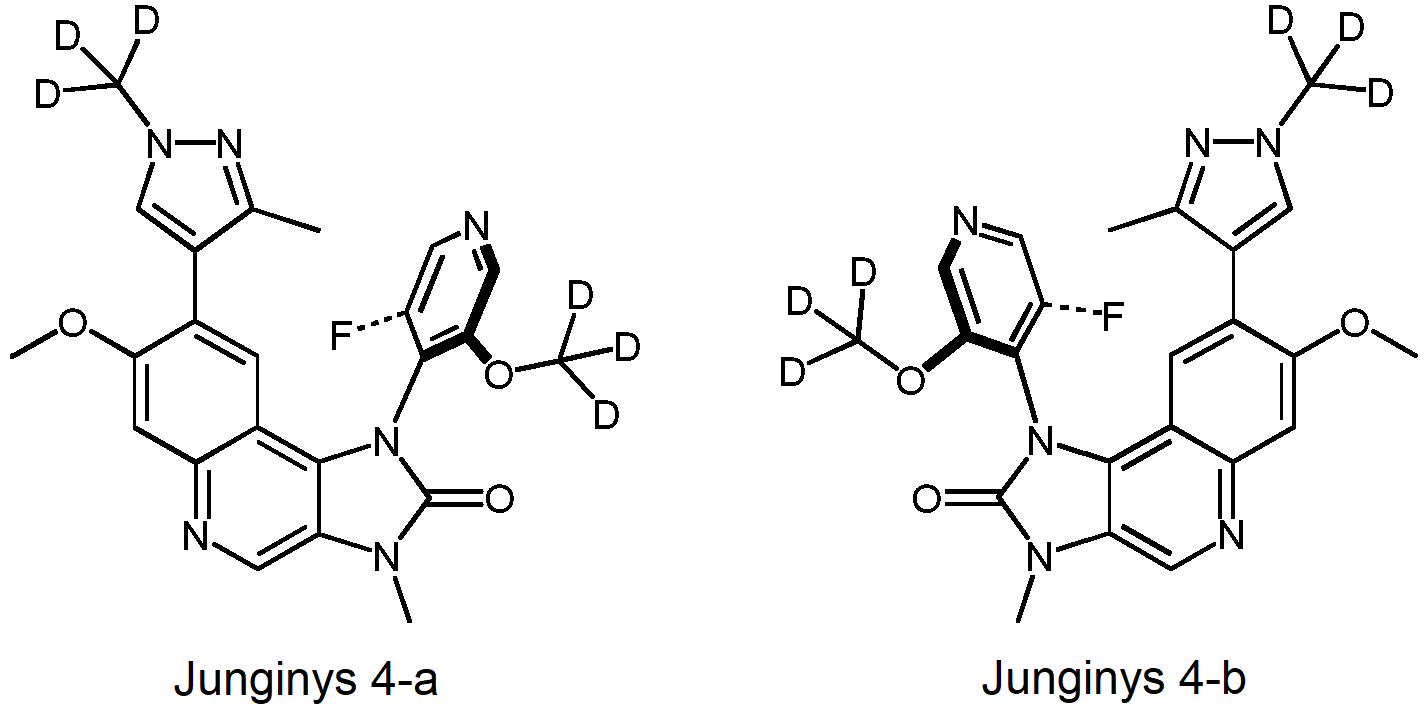 D D D D
D D
N N N N
N N
D D
F D D F
O O D D D O O
N N
O O
N N N N
Junginys 4-a Junginys 4-b